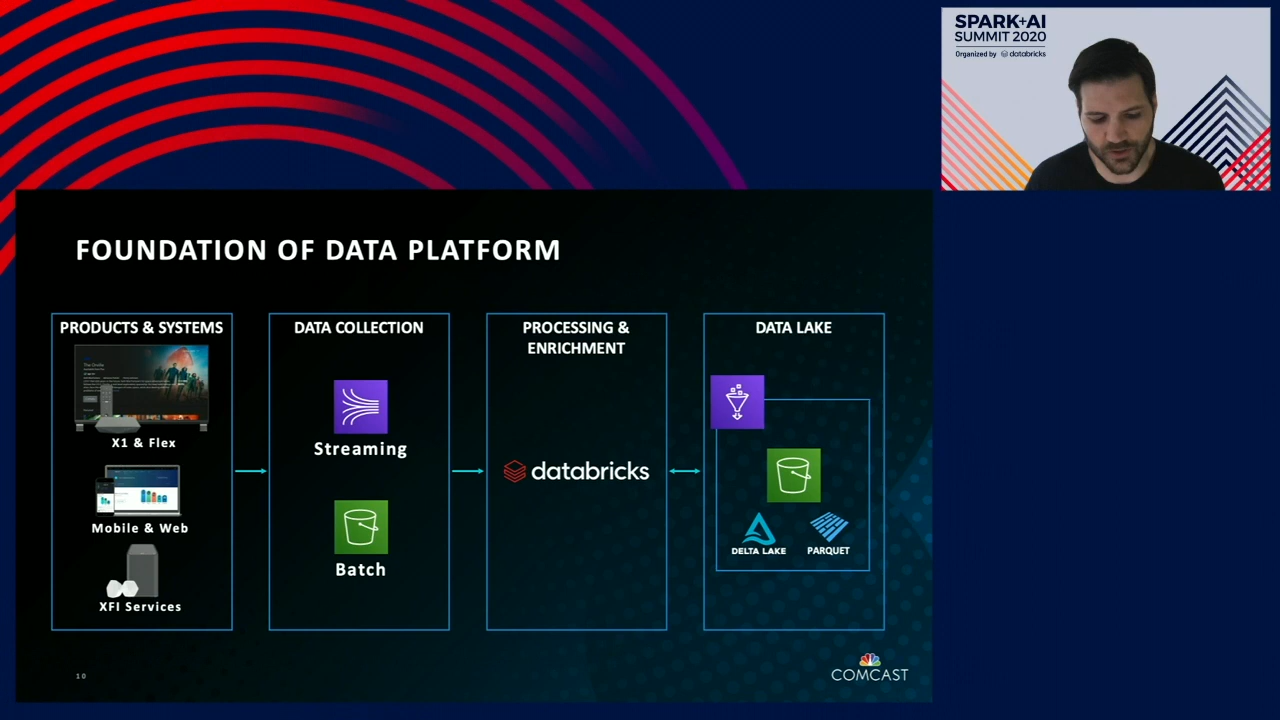 SPARK+AI
SUMMIT 2020
Organized by databricks
FOUNDATION OF DATA PLATFORM
PRODUCTS & SYSTEMS
X1 & Flex
Mobile & Web
XFI Services
DATA COLLECTION
Streaming
Batch
PROCESSING &
ENRICHMENT
databricks
DATA LAKE
DELTA LAKE
PARQUET
10
COMCAST